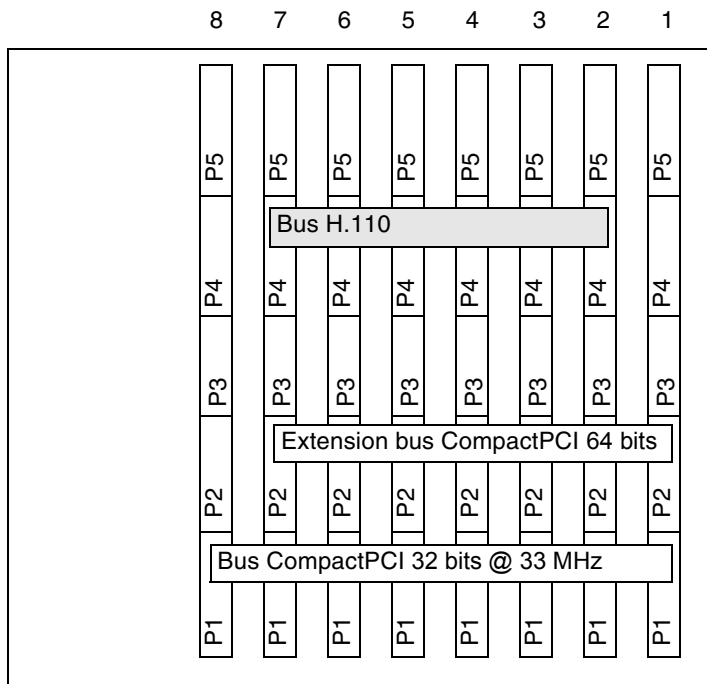 8 7 6 5 4 3 2 1
P5 P5 P5 P5 P5 P5 P5 P5
Bus H.110
P4 P4 P4 P4 P4 P4 P4 P4
P3 P3 P3 P3 P3 P3 P3 P3
Extension bus CompactPCI 64 bits
P2 P2 P2 P2 P2 P2 P2 P2
Bus CompactPCI 32 bits @ 33 MHz
P1 P1 P1 P1 P1 P1 P1 P1